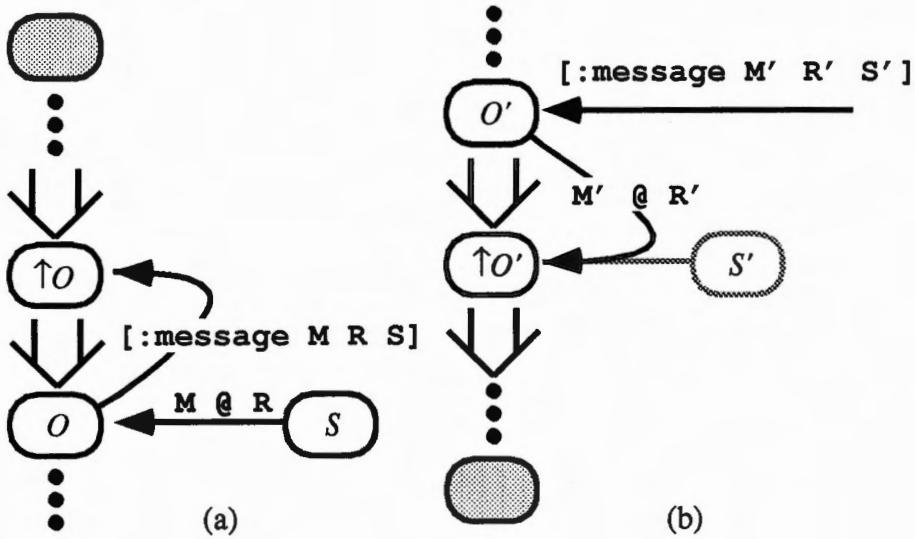 [:message M′ R′ S′]
O′
M′ @ R′
↑O
↑O′
S′
[:message M R S]
M @ R
O
S
(a)
(b)